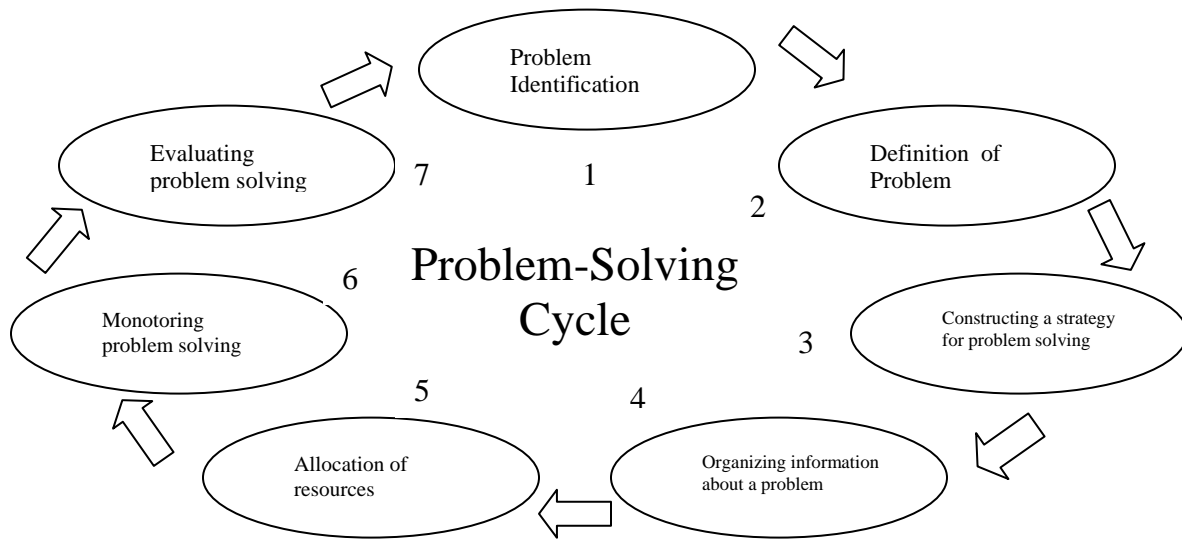 Problem
Identification
1
Definition of
Problem
2
Constructing a strategy
for problem solving
3
Organizing information
about a problem
4
Allocation of
resources
5
Monotoring
problem solving
6
Evaluating
problem solving
7
Problem-Solving
Cycle